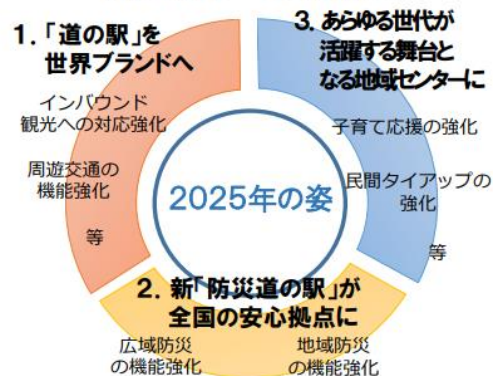 1. 「道の駅」を
世界ブランドへ
インバウンド
観光への対応強化
周遊交通の
機能強化
等
3. あらゆる世代が
活躍する舞台と
なる地域センターに
子育て応援の強化
民間タイアップの
強化
等
2025年の姿
2. 新「防災道の駅」が
全国の安心拠点に
広域防災
の機能強化
地域防災
の機能強化